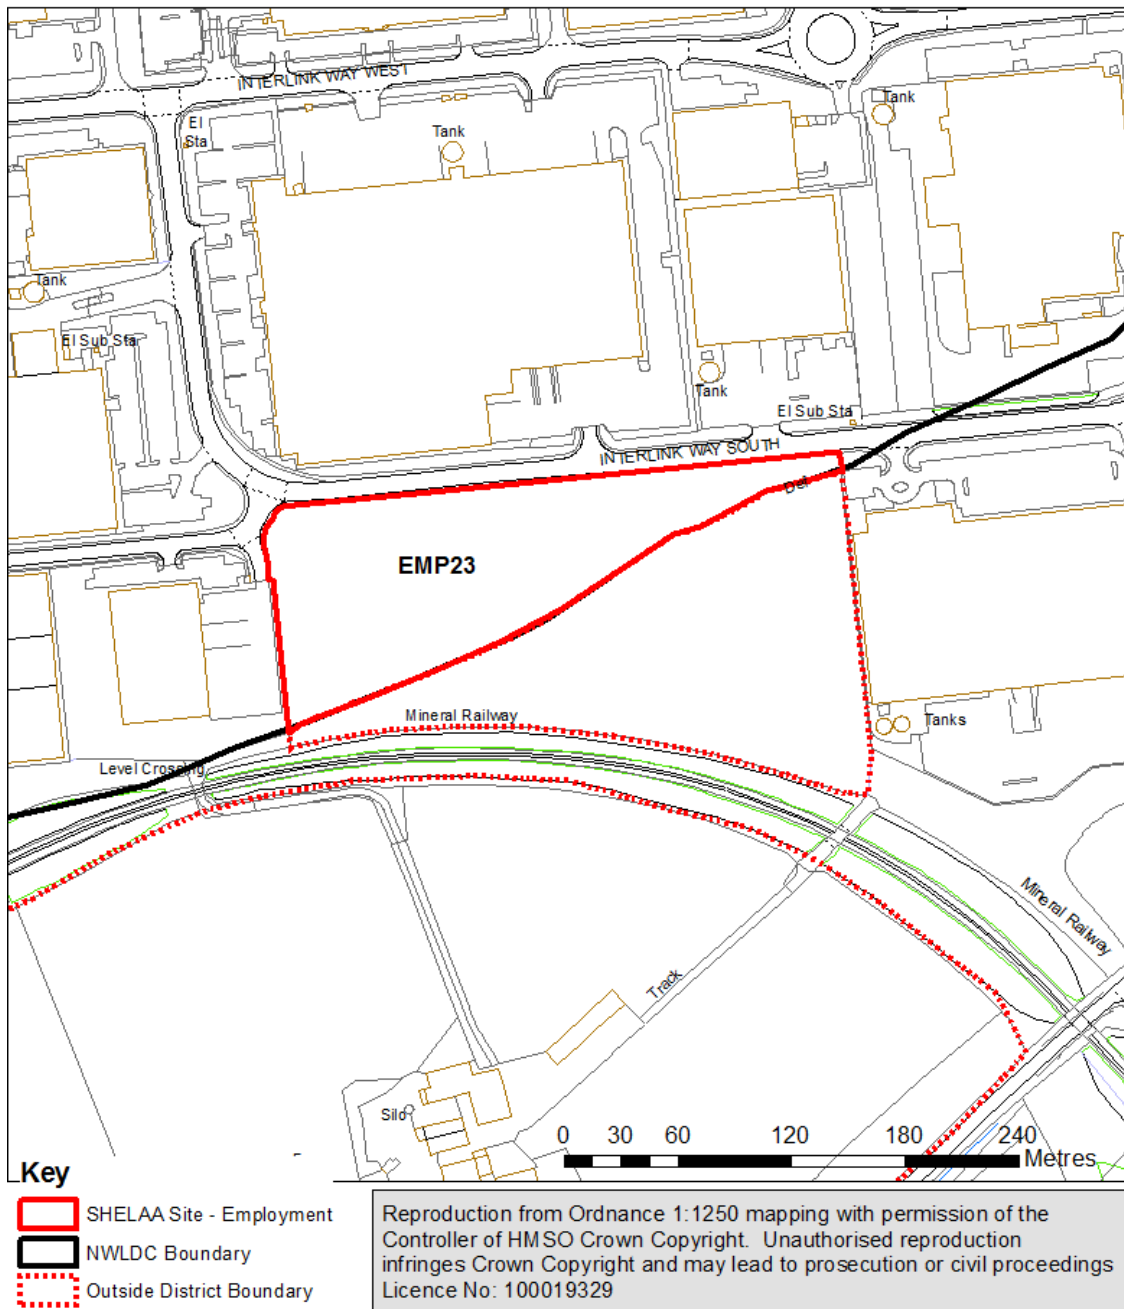 INTERLINK WAY WEST
El
Sta
Tank
Tank
Tank
El Sub Sta
Tank
El Sub Sta
INTERLINK WAY SOUTH
Def
EMP23
Mineral Railway
Tanks
Level Crossing
Mineral Railway
Track
Silo
0 30 60 120 180 240
Metres
Key
SHELAA Site - Employment
NWLDC Boundary
Outside District Boundary
Reproduction from Ordnance 1:1250 mapping with permission of the
Controller of HMSO Crown Copyright. Unauthorised reproduction
infringes Crown Copyright and may lead to prosecution or civil proceedings
Licence No: 100019329